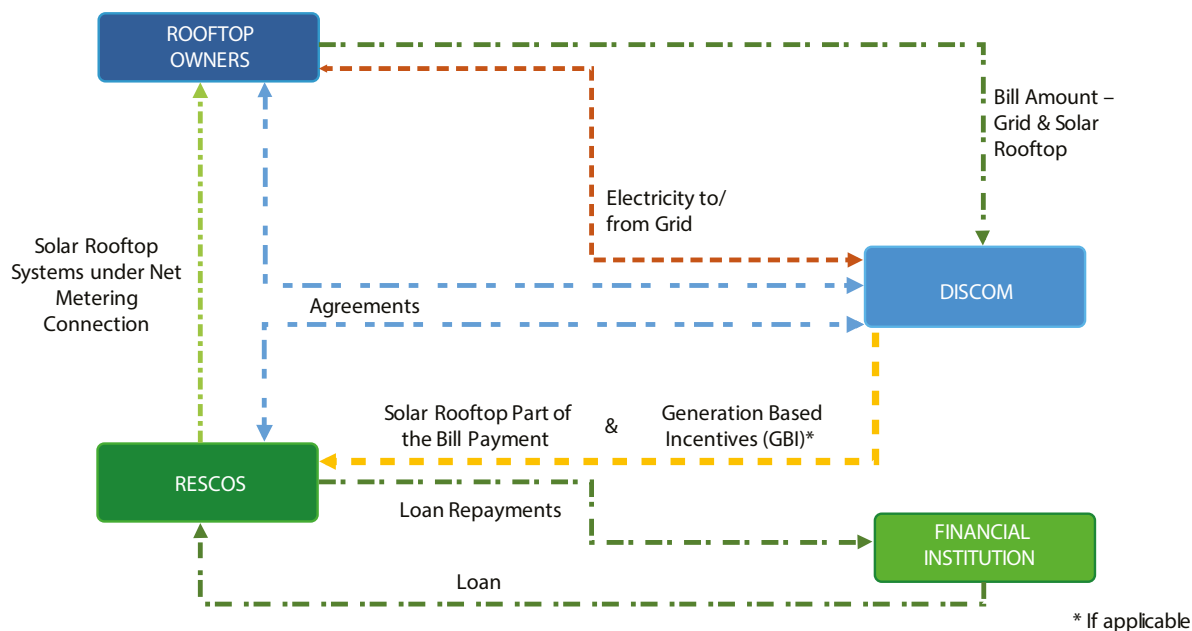 ROOFTOP
OWNERS
Bill Amount –
Grid & Solar
Rooftop
Electricity to/
from Grid
Solar Rooftop
Systems under Net
Metering
Connection
DISCOM
Agreements
Solar Rooftop Part of
the Bill Payment
&
Generation Based
Incentives (GBI)*
RESCOS
Loan Repayments
FINANCIAL
INSTITUTION
Loan
* If applicable